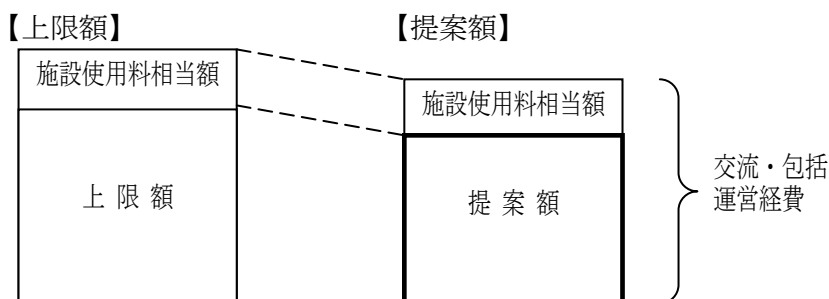 【上限額】
【提案額】
施設使用料相当額
施設使用料相当額
上限額
提案額
交流・包括
運営経費